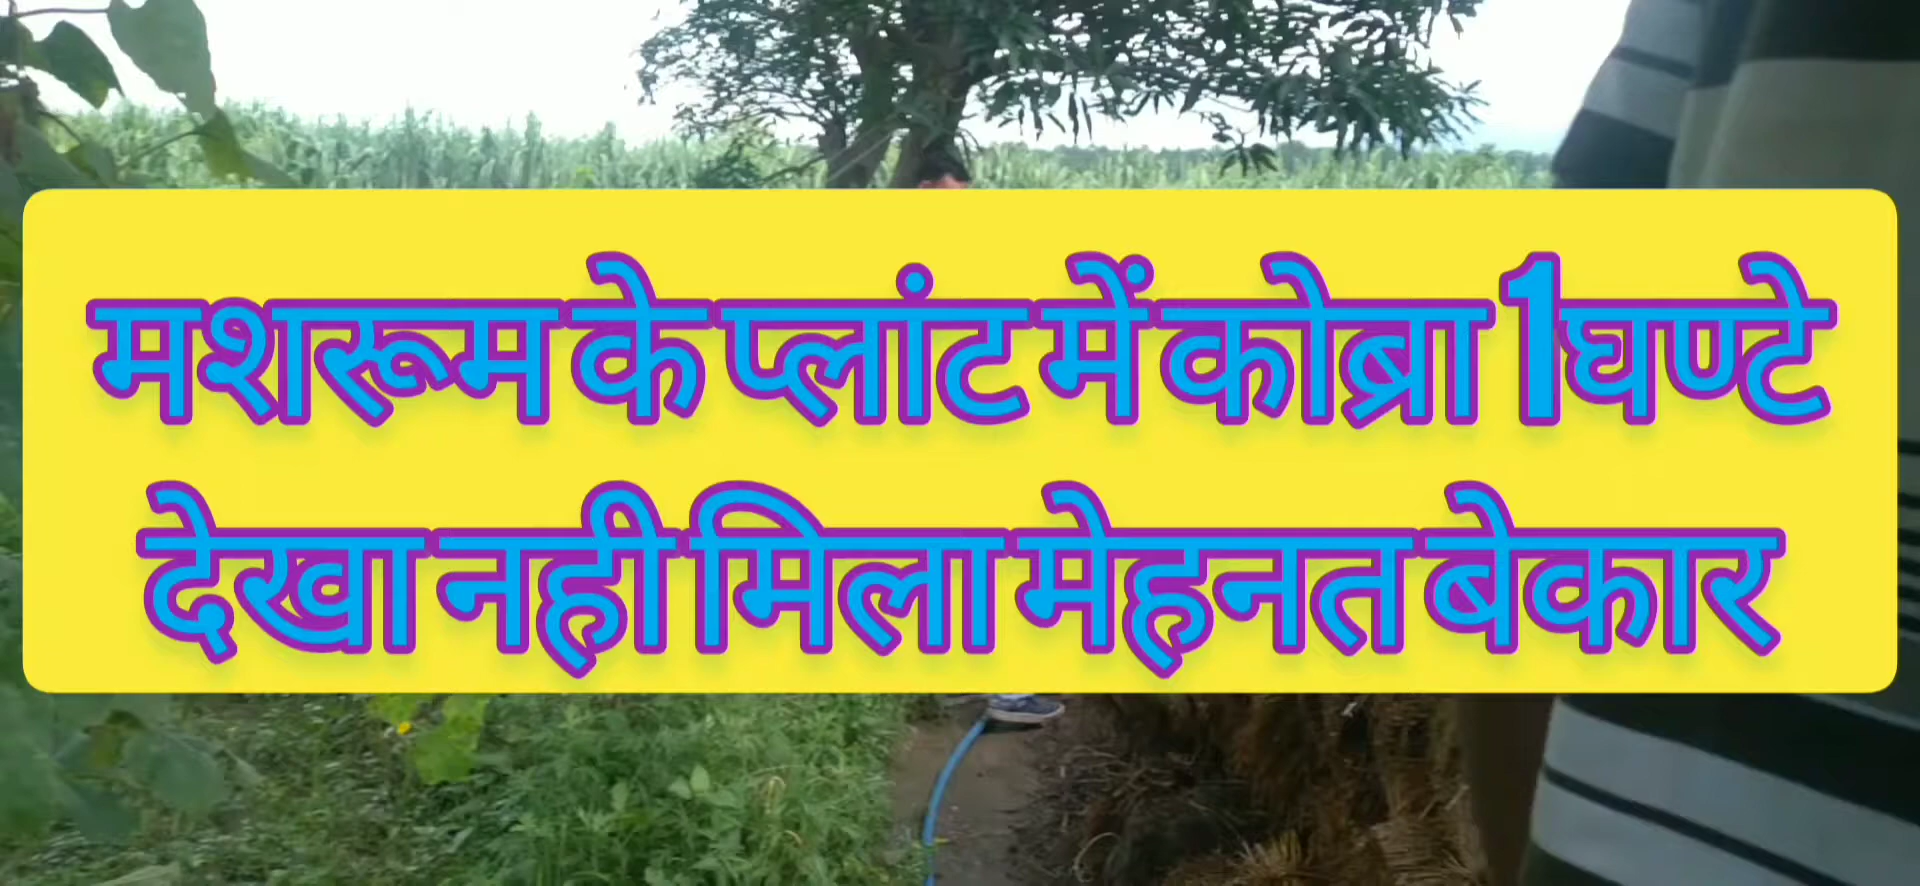 मशरूम के प्लांट में कोब्रा 1घण्टे
देखा नही मिला मेहनत बेकार